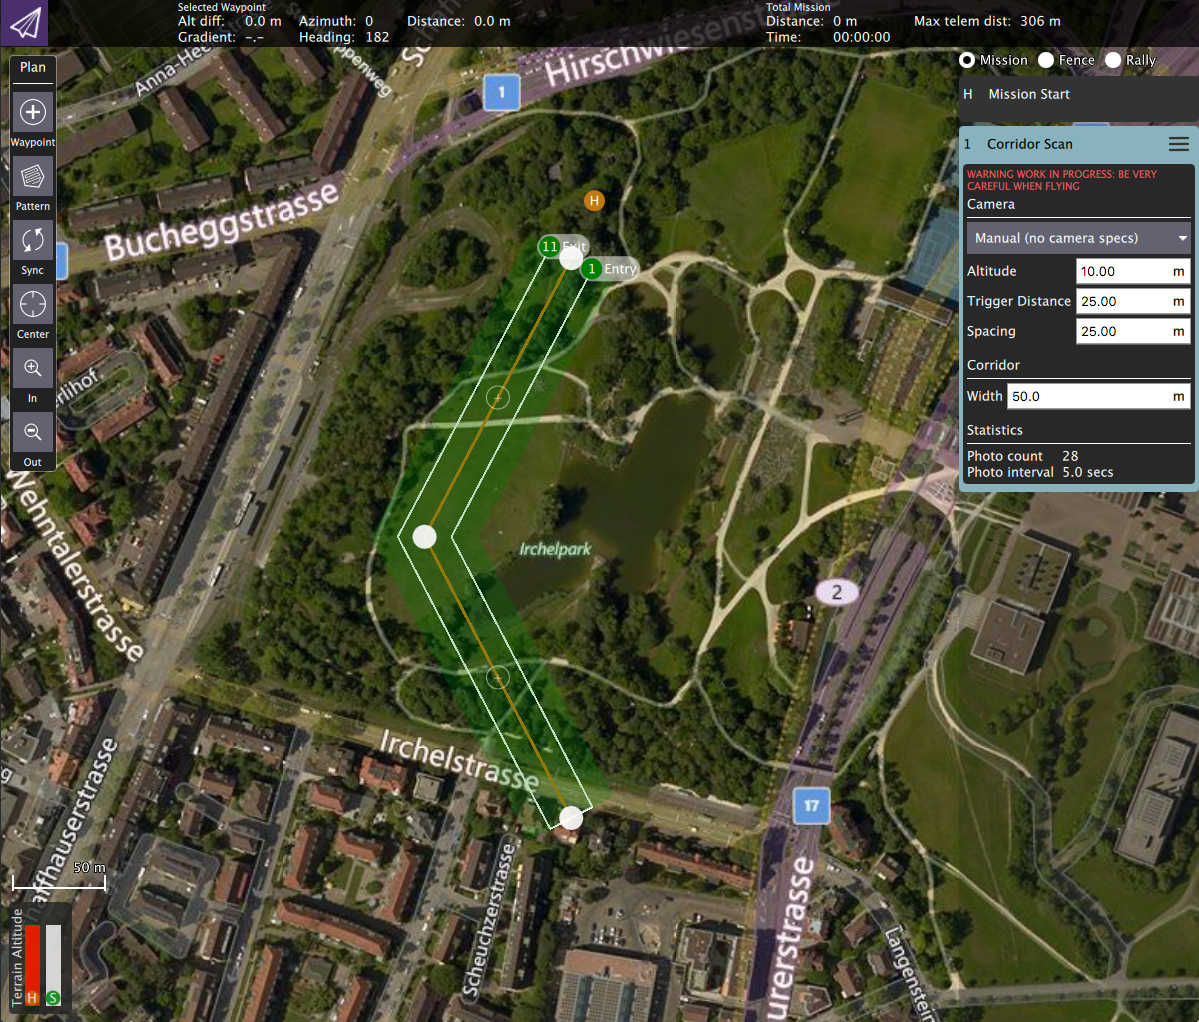 Selected Waypoint
Alt diff: 0.0 m Azimuth: 0 Distance: 0.0 m
Gradient: -.- Heading: 182
Total Mission
Distance: 0 m Max telem dist: 306 m
Time: 00:00:00
Plan
Waypoint
Pattern
Sync
Center
In
Out
Mission Fence Rally
H Mission Start
1 Corridor Scan
WARNING WORK IN PROGRESS: BE VERY
CAREFUL WHEN FLYING
Camera
Manual (no camera specs)
Altitude 10.00 m
Trigger Distance 25.00 m
Spacing 25.00 m
Corridor
Width 50.0 m
Statistics
Photo count 28
Photo interval 5.0 secs
Hirschwiesenst
1
Bucheggstrasse
H
11 Exit
1 Entry
Irchelpark
2
Wehntalerstrasse
Irchelstrasse
17
affhauserstrasse
Scheuchzerstrasse
urerstrasse
Langenstein
50 m
Terrain Altitude
H S